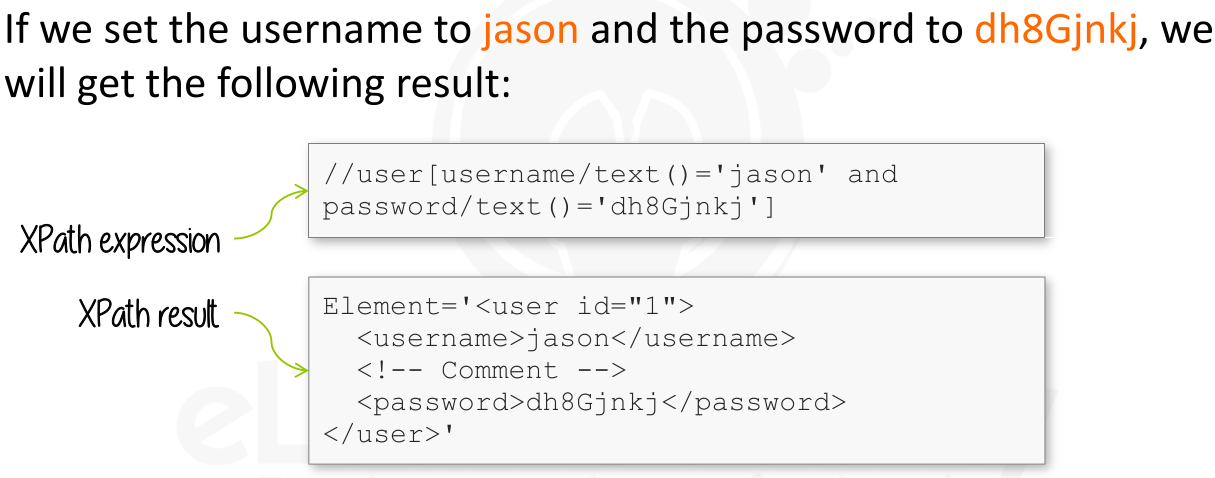 If we set the username to jason and the password to dh8Gjnkj, we
will get the following result:
//user[username/text()='jason' and
password/text()='dh8Gjnkj']
XPath expression
XPath result
Element='<user id="1">
<username>jason</username>
<!-- Comment -->
<password>dh8Gjnkj</password>
</user>'